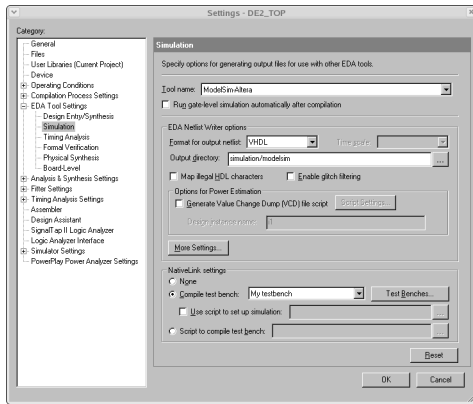 Settings - DE2_TOP
Category:
General
Files
User Libraries (Current Project)
Device
Operating Conditions
Compilation Process Settings
EDA Tool Settings
Design Entry/Synthesis
Simulation
Timing Analysis
Formal Verification
Physical Synthesis
Board-Level
Analysis & Synthesis Settings
Fitter Settings
Timing Analysis Settings
Assembler
Design Assistant
SignalTap II Logic Analyzer
Logic Analyzer Interface
Simulator Settings
PowerPlay Power Analyzer Settings
Simulation
Specify options for generating output files for use with other EDA tools.
Tool name: ModelSim-Altera
Run gate-level simulation automatically after compilation
EDA Netlist Writer options
Format for output netlist: VHDL Time scale:
Output directory: simulation/modelsim ...
Map illegal HDL characters Enable glitch filtering
Options for Power Estimation
Generate Value Change Dump (VCD) file script Script Settings...
Design instance name:
More Settings...
NativeLink settings
None
Compile test bench: My testbench Test Benches...
Use script to set up simulation: ...
Script to compile test bench: ...
Reset
OK Cancel